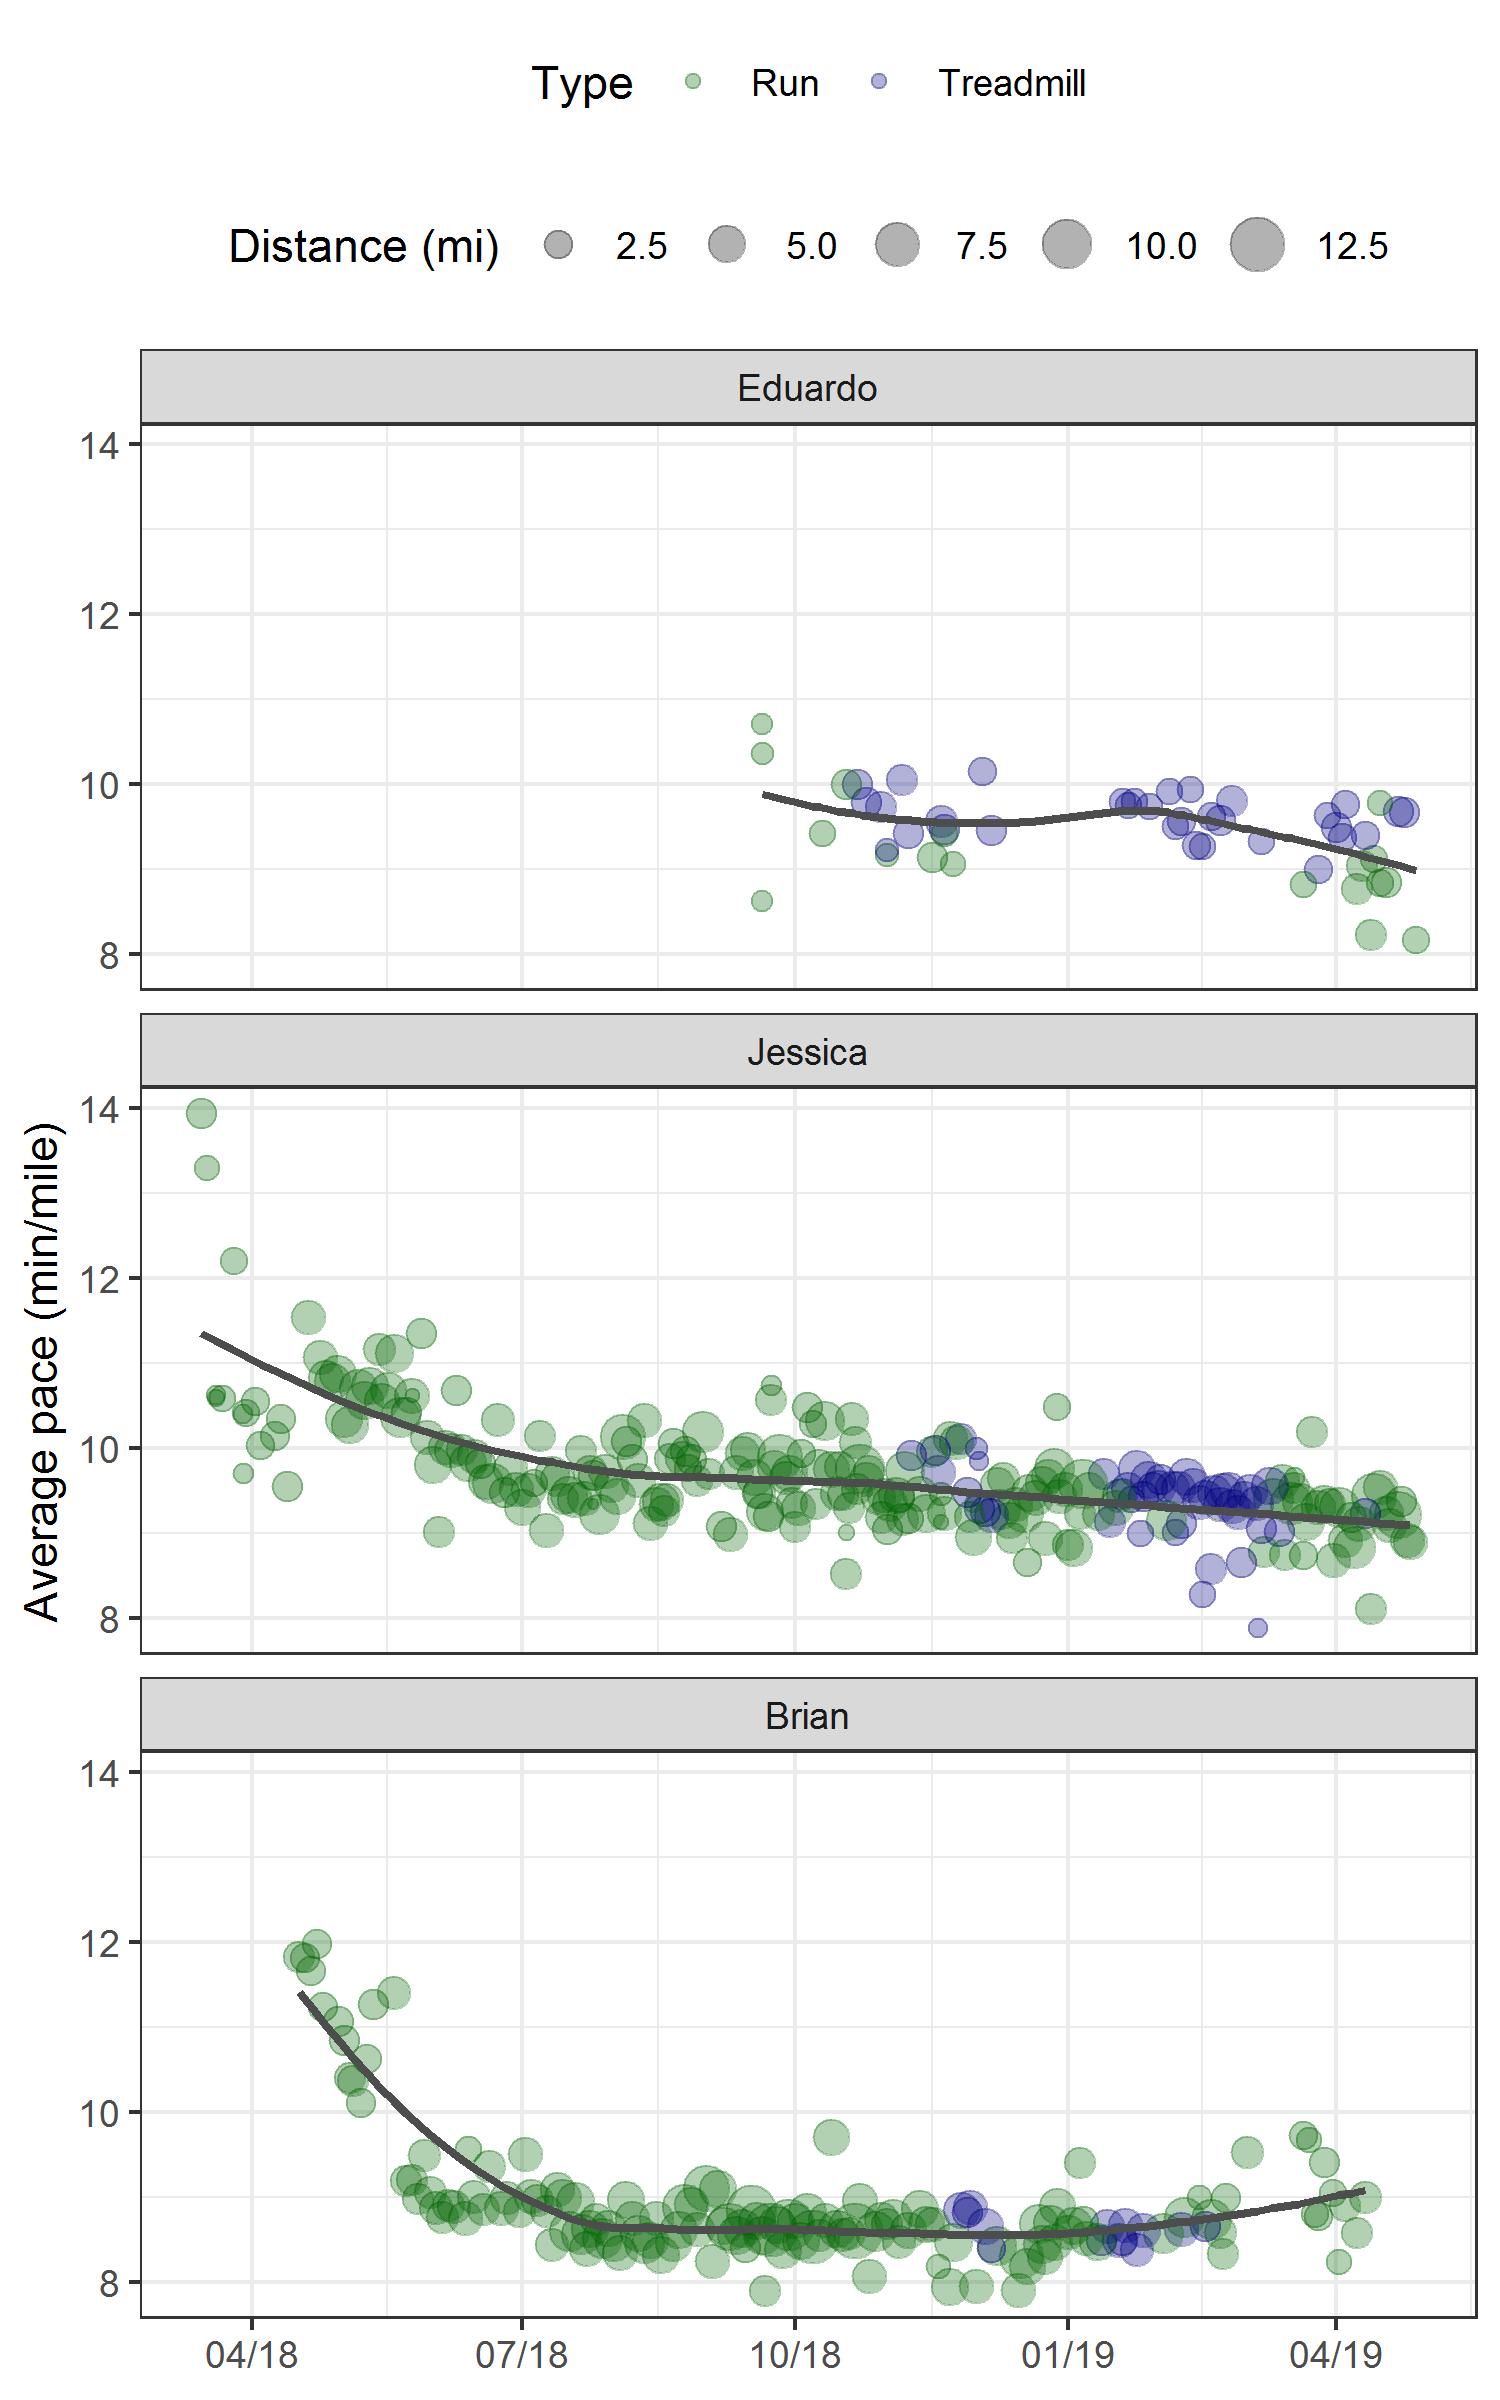 Type Run Treadmill
Distance (mi) 2.5 5.0 7.5 10.0 12.5
Eduardo
14
12
10
8
Jessica
Average pace (min/mile)
14
12
10
8
Brian
14
12
10
8
04/18 07/18 10/18 01/19 04/19